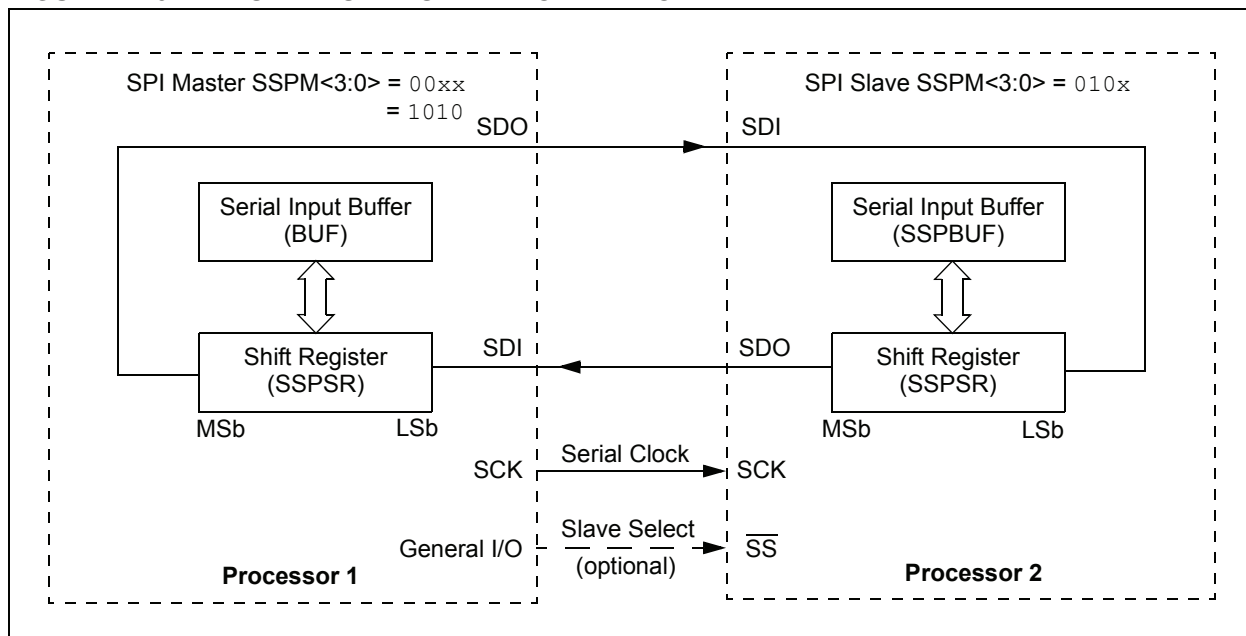 SPI Master SSPM<3:0> = 00xx
= 1010
SDO
Serial Input Buffer
(BUF)
Shift Register
(SSPSR)
MSb
LSb
SDI
SCK
General I/O
Processor 1
Serial Clock
Slave Select
(optional)
SPI Slave SSPM<3:0> = 010x
SDI
Serial Input Buffer
(SSPBUF)
SDO
Shift Register
(SSPSR)
MSb
LSb
SCK
S̅S̅
Processor 2